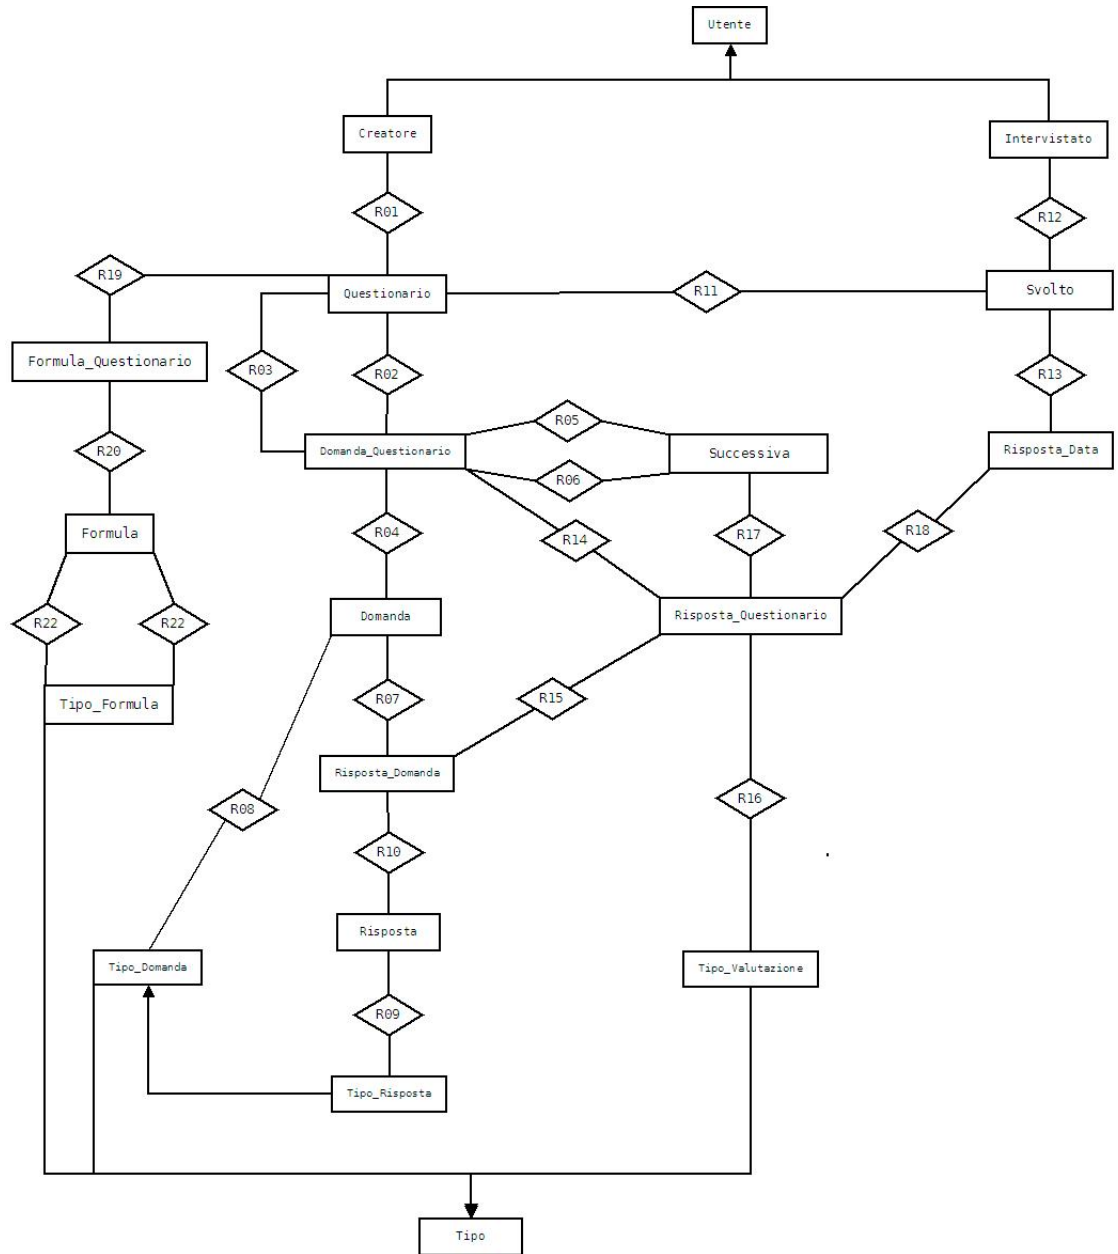 Utente
Creatore
Intervistato
R01
R12
R19
Questionario
R11
Svolto
Formula_Questionario
R03
R02
R13
R05
Domanda_Questionario
Successiva
Risposta_Data
R20
R06
Formula
R04
R14
R17
R18
R22
R22
Domanda
Risposta_Questionario
Tipo_Formula
R07
R15
Risposta_Domanda
R08
R16
R10
Risposta
Tipo_Domanda
Tipo_Valutazione
R09
Tipo_Risposta
Tipo